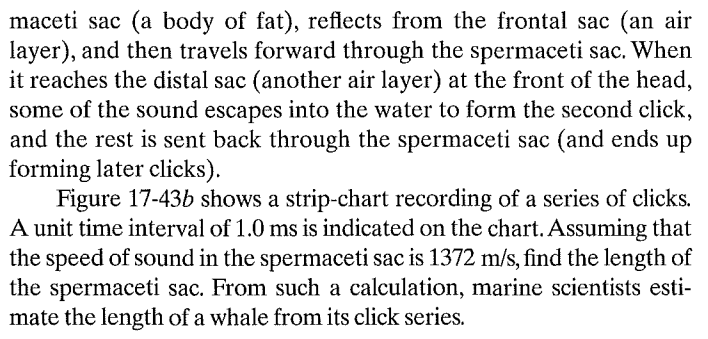 maceti sac (a body of fat), reflects from the frontal sac (an air
layer), and then travels forward through the spermaceti sac. When
it reaches the distal sac (another air layer) at the front of the head,
some of the sound escapes into the water to form the second click,
and the rest is sent back through the spermaceti sac (and ends up
forming later clicks).
Figure 17-43b shows a strip-chart recording of a series of clicks.
A unit time interval of 1.0 ms is indicated on the chart. Assuming that
the speed of sound in the spermaceti sac is 1372 m/s, find the length of
the spermaceti sac. From such a calculation, marine scientists esti-
mate the length of a whale from its click series.